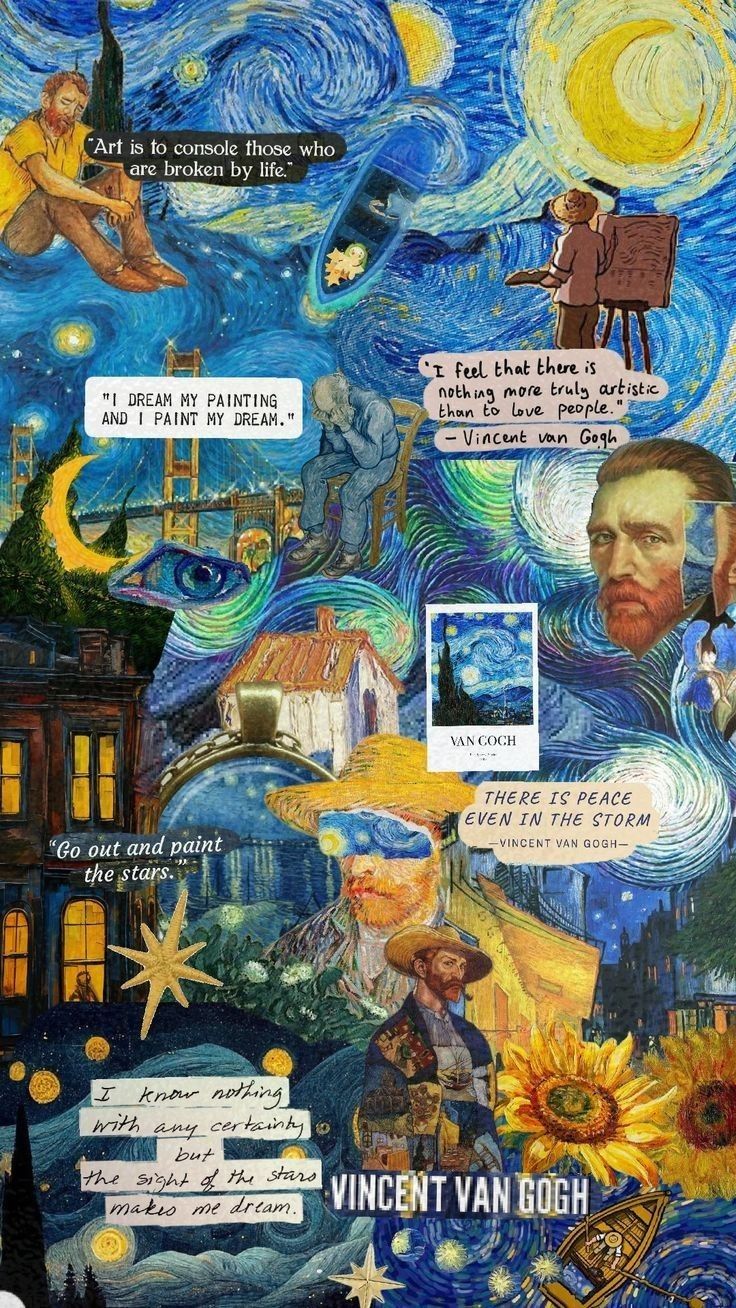 "Art is to console those who
are broken by life."
"I DREAM MY PAINTING
AND I PAINT MY DREAM."
"I feel that there is
nothing more truly artistic
than to love people."
— Vincent van Gogh
VAN GOGH
THERE IS PEACE
EVEN IN THE STORM
—VINCENT VAN GOGH—
"Go out and paint
the stars."
I know nothing
with any certainty
but
the sight of the stars
makes me dream.
VINCENT VAN GOGH